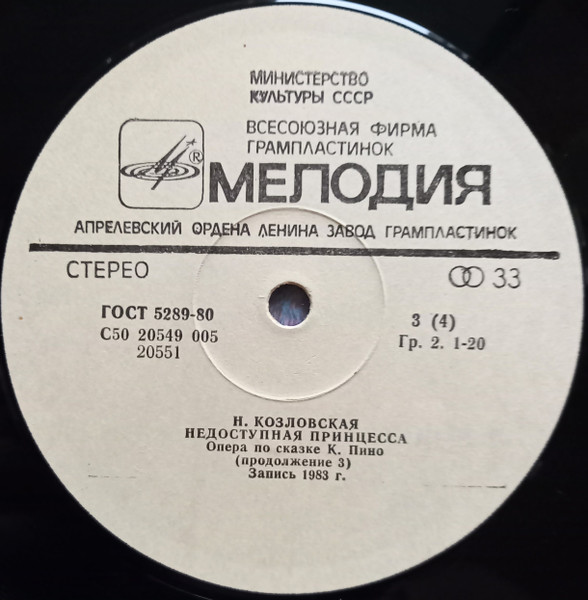 МИНИСТЕРСТВО
КУЛЬТУРЫ СССР
ВСЕСОЮЗНАЯ ФИРМА
ГРАМПЛАСТИНОК
®
МЕЛОДИЯ
АПРЕЛЕВСКИЙ ОРДЕНА ЛЕНИНА ЗАВОД ГРАМПЛАСТИНОК
СТЕРЕО
33
ГОСТ 5289-80
С50 20549 005
20551
3 (4)
Гр. 2. 1-20
Н. КОЗЛОВСКАЯ
НЕДОСТУПНАЯ ПРИНЦЕССА
Опера по сказке К. Пино
(продолжение 3)
Запись 1983 г.